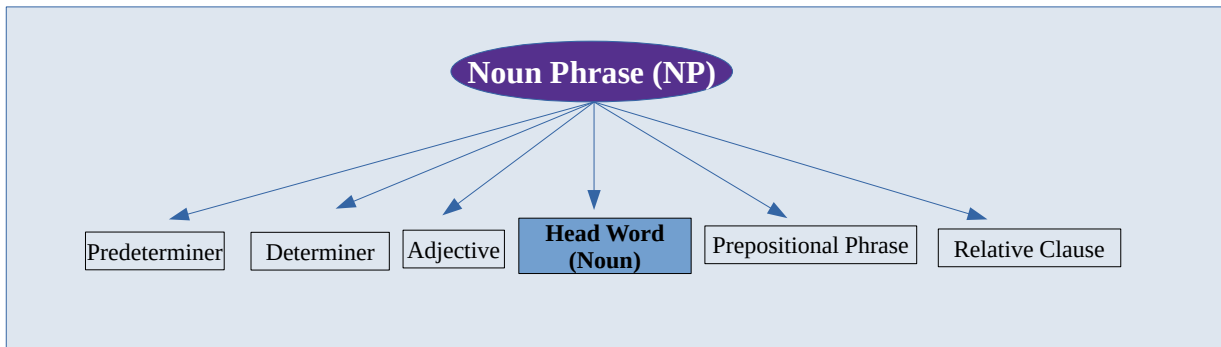 Noun Phrase (NP)
Predeterminer
Determiner
Adjective
Head Word
(Noun)
Prepositional Phrase
Relative Clause